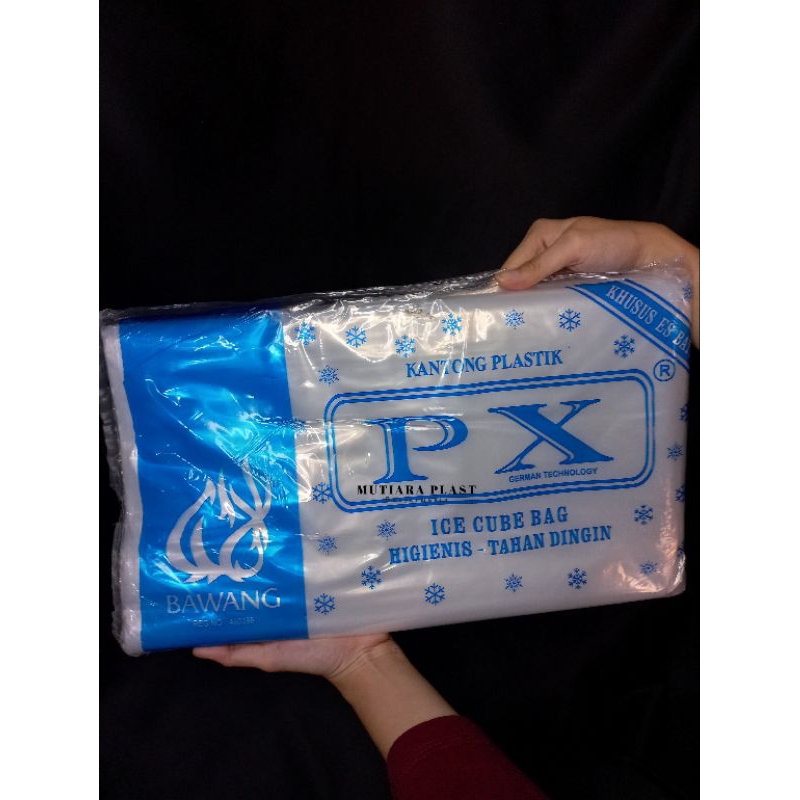 KHUSUS ES BA
KANTONG PLASTIK
®
PX
GERMAN TECHNOLOGY
MUTIARA PLAST
ICE CUBE BAG
HIGIENIS - TAHAN DINGIN
BAWANG